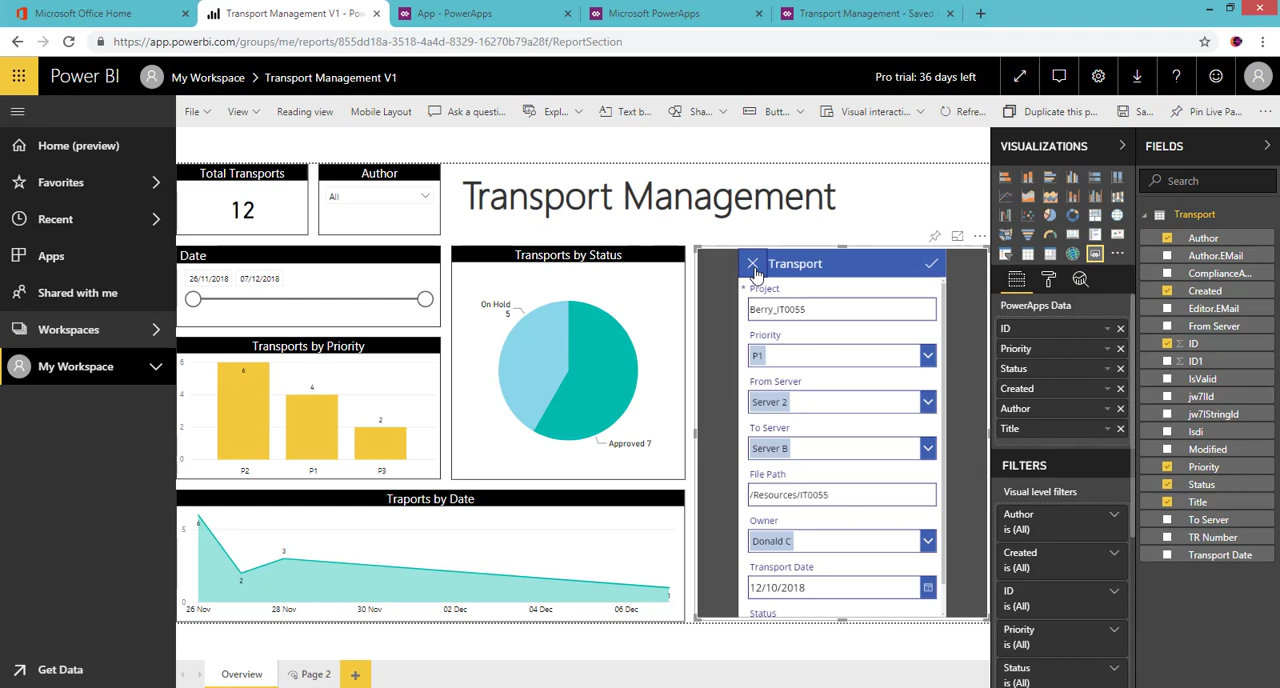 Microsoft Office Home
Transport Management V1 - Pow
App - PowerApps
Microsoft PowerApps
Transport Management - Saved
https://app.powerbi.com/groups/me/reports/855dd18a-3518-4a4d-8329-16270b79a28f/ReportSection
Power BI
My Workspace > Transport Management V1
Pro trial: 36 days left
File
View
Reading view
Mobile Layout
Ask a questi...
Expl...
Text b...
Sha...
Butt...
Visual interacti...
Refre...
Duplicate this p...
Sa...
Pin Live Pa...
Home (preview)
Favorites
Recent
Apps
Shared with me
Workspaces
My Workspace
Get Data
Total Transports
12
Author
All
Transport Management
Date
26/11/2018
07/12/2018
Transports by Priority
6
4
2
0
6
4
2
P2
P1
P3
Transports by Status
On Hold
5
Approved 7
Traports by Date
5
0
6
2
3
1
26 Nov
28 Nov
30 Nov
02 Dec
04 Dec
06 Dec
Transport
* Project
Berry_IT0055
Priority
P1
From Server
Server 2
To Server
Server B
File Path
/Resources/IT0055
Owner
Donald C
Transport Date
12/10/2018
Status
Overview
Page 2
VISUALIZATIONS
PowerApps Data
ID
Priority
Status
Created
Author
Title
FILTERS
Visual level filters
Author
is (All)
Created
is (All)
ID
is (All)
Priority
is (All)
Status
is (All)
FIELDS
Search
Transport
Author
Author.EMail
ComplianceA...
Created
Editor.EMail
From Server
ID
ID1
IsValid
jw7lId
jw7lStringId
lsdi
Modified
Priority
Status
Title
To Server
TR Number
Transport Date